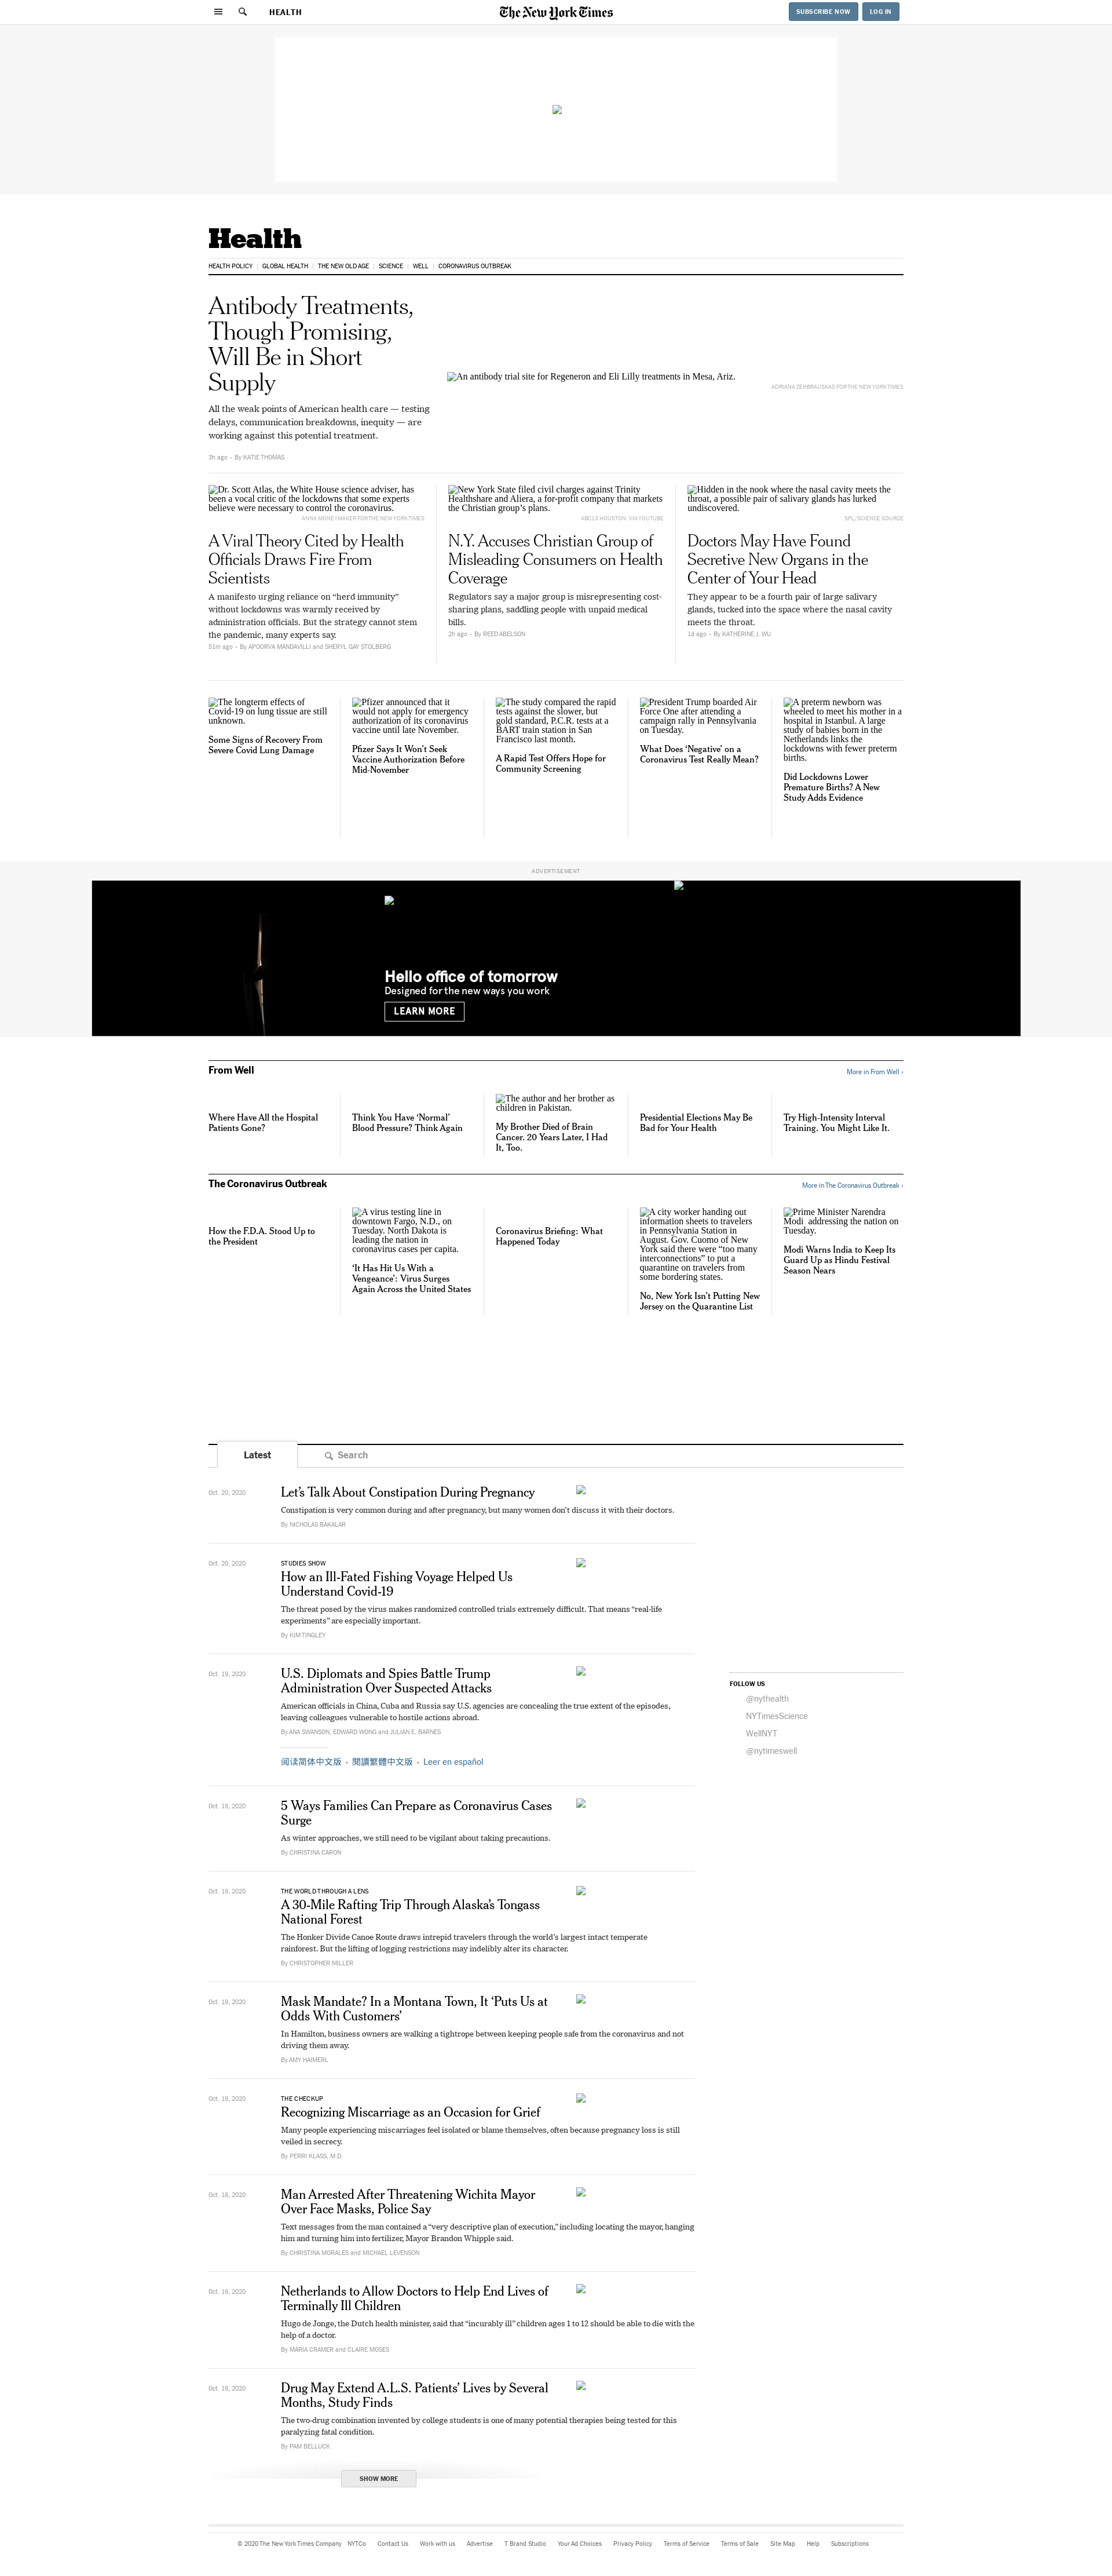 HEALTH
The New York Times
SUBSCRIBE NOW
LOG IN
Health
HEALTH POLICY
GLOBAL HEALTH
THE NEW OLD AGE
SCIENCE
WELL
CORONAVIRUS OUTBREAK
Antibody Treatments,
Though Promising,
Will Be in Short
Supply
All the weak points of American health care — testing
delays, communication breakdowns, inequity — are
working against this potential treatment.
3h ago • By KATIE THOMAS
An antibody trial site for Regeneron and Eli Lilly treatments in Mesa, Ariz.
ADRIANA ZEHBRAUSKAS FOR THE NEW YORK TIMES
Dr. Scott Atlas, the White House science adviser, has
been a vocal critic of the lockdowns that some experts
believe were necessary to control the coronavirus.
ANNA MONEYMAKER FOR THE NEW YORK TIMES
A Viral Theory Cited by Health
Officials Draws Fire From
Scientists
A manifesto urging reliance on “herd immunity”
without lockdowns was warmly received by
administration officials. But the strategy cannot stem
the pandemic, many experts say.
51m ago • By APOORVA MANDAVILLI and SHERYL GAY STOLBERG
New York State filed civil charges against Trinity
Healthshare and Aliera, a for-profit company that markets
the Christian group’s plans.
ABC13 HOUSTON, VIA YOUTUBE
N.Y. Accuses Christian Group of
Misleading Consumers on Health
Coverage
Regulators say a major group is misrepresenting cost-
sharing plans, saddling people with unpaid medical
bills.
2h ago • By REED ABELSON
Hidden in the nook where the nasal cavity meets the
throat, a possible pair of salivary glands has lurked
undiscovered.
SPL/SCIENCE SOURCE
Doctors May Have Found
Secretive New Organs in the
Center of Your Head
They appear to be a fourth pair of large salivary
glands, tucked into the space where the nasal cavity
meets the throat.
1d ago • By KATHERINE J. WU
The longterm effects of
Covid-19 on lung tissue are still
unknown.
Some Signs of Recovery From
Severe Covid Lung Damage
Pfizer announced that it
would not apply for emergency
authorization of its coronavirus
vaccine until late November.
Pfizer Says It Won’t Seek
Vaccine Authorization Before
Mid-November
The study compared the rapid
tests against the slower, but
gold standard, P.C.R. tests at a
BART train station in San
Francisco last month.
A Rapid Test Offers Hope for
Community Screening
President Trump boarded Air
Force One after attending a
campaign rally in Pennsylvania
on Tuesday.
What Does ‘Negative’ on a
Coronavirus Test Really Mean?
A preterm newborn was
wheeled to meet his mother in a
hospital in Istanbul. A large
study of babies born in the
Netherlands links the
lockdowns with fewer preterm
births.
Did Lockdowns Lower
Premature Births? A New
Study Adds Evidence
ADVERTISEMENT
Hello office of tomorrow
Designed for the new ways you work
LEARN MORE
From Well
More in From Well ›
Where Have All the Hospital
Patients Gone?
Think You Have ‘Normal’
Blood Pressure? Think Again
The author and her brother as
children in Pakistan.
My Brother Died of Brain
Cancer. 20 Years Later, I Had
It, Too.
Presidential Elections May Be
Bad for Your Health
Try High-Intensity Interval
Training. You Might Like It.
The Coronavirus Outbreak
More in The Coronavirus Outbreak ›
How the F.D.A. Stood Up to
the President
A virus testing line in
downtown Fargo, N.D., on
Tuesday. North Dakota is
leading the nation in
coronavirus cases per capita.
‘It Has Hit Us With a
Vengeance’: Virus Surges
Again Across the United States
Coronavirus Briefing: What
Happened Today
A city worker handing out
information sheets to travelers
in Pennsylvania Station in
August. Gov. Cuomo of New
York said there were “too many
interconnections” to put a
quarantine on travelers from
some bordering states.
No, New York Isn’t Putting New
Jersey on the Quarantine List
Prime Minister Narendra
Modi addressing the nation on
Tuesday.
Modi Warns India to Keep Its
Guard Up as Hindu Festival
Season Nears
Latest
Search
Oct. 20, 2020
Let’s Talk About Constipation During Pregnancy
Constipation is very common during and after pregnancy, but many women don’t discuss it with their doctors.
By NICHOLAS BAKALAR
Oct. 20, 2020
STUDIES SHOW
How an Ill-Fated Fishing Voyage Helped Us
Understand Covid-19
The threat posed by the virus makes randomized controlled trials extremely difficult. That means “real-life
experiments” are especially important.
By KIM TINGLEY
Oct. 19, 2020
U.S. Diplomats and Spies Battle Trump
Administration Over Suspected Attacks
American officials in China, Cuba and Russia say U.S. agencies are concealing the true extent of the episodes,
leaving colleagues vulnerable to hostile actions abroad.
By ANA SWANSON, EDWARD WONG and JULIAN E. BARNES
阅读简体中文版 • 閱讀繁體中文版 • Leer en español
FOLLOW US
@nythealth
NYTimesScience
WellNYT
@nytimeswell
Oct. 19, 2020
5 Ways Families Can Prepare as Coronavirus Cases
Surge
As winter approaches, we still need to be vigilant about taking precautions.
By CHRISTINA CARON
Oct. 19, 2020
THE WORLD THROUGH A LENS
A 30-Mile Rafting Trip Through Alaska’s Tongass
National Forest
The Honker Divide Canoe Route draws intrepid travelers through the world’s largest intact temperate
rainforest. But the lifting of logging restrictions may indelibly alter its character.
By CHRISTOPHER MILLER
Oct. 19, 2020
Mask Mandate? In a Montana Town, It ‘Puts Us at
Odds With Customers’
In Hamilton, business owners are walking a tightrope between keeping people safe from the coronavirus and not
driving them away.
By AMY HAIMERL
Oct. 19, 2020
THE CHECKUP
Recognizing Miscarriage as an Occasion for Grief
Many people experiencing miscarriages feel isolated or blame themselves, often because pregnancy loss is still
veiled in secrecy.
By PERRI KLASS, M.D.
Oct. 18, 2020
Man Arrested After Threatening Wichita Mayor
Over Face Masks, Police Say
Text messages from the man contained a “very descriptive plan of execution,” including locating the mayor, hanging
him and turning him into fertilizer, Mayor Brandon Whipple said.
By CHRISTINA MORALES and MICHAEL LEVENSON
Oct. 16, 2020
Netherlands to Allow Doctors to Help End Lives of
Terminally Ill Children
Hugo de Jonge, the Dutch health minister, said that “incurably ill” children ages 1 to 12 should be able to die with the
help of a doctor.
By MARIA CRAMER and CLAIRE MOSES
Oct. 16, 2020
Drug May Extend A.L.S. Patients’ Lives by Several
Months, Study Finds
The two-drug combination invented by college students is one of many potential therapies being tested for this
paralyzing fatal condition.
By PAM BELLUCK
SHOW MORE
© 2020 The New York Times Company NYTCo Contact Us Work with us Advertise T Brand Studio Your Ad Choices Privacy Policy Terms of Service Terms of Sale Site Map Help Subscriptions